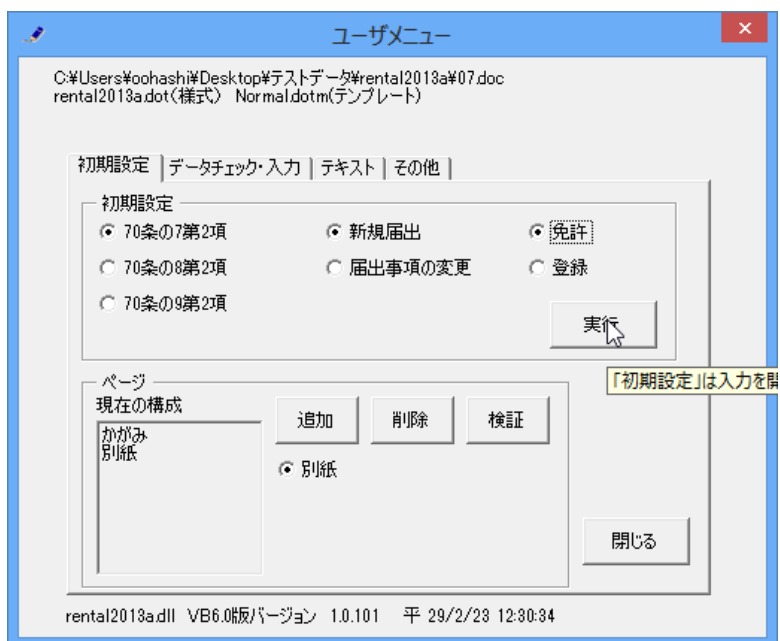 ユーザメニュー
C:¥Users¥oohashi¥Desktop¥テストデータ¥rental2013a¥07.doc
rental2013a.dot(様式) Normal.dotm(テンプレート)
初期設定 データチェック・入力 テキスト その他
初期設定
70条の7第2項 新規届出 免許
70条の8第2項 届出事項の変更 登録
70条の9第2項
実行
「初期設定」は入力を開
ページ
現在の構成
追加 削除 検証
かがみ
別紙
別紙
閉じる
rental2013a.dll VB6.0版バージョン 1.0.101 平 29/2/23 12:30:34